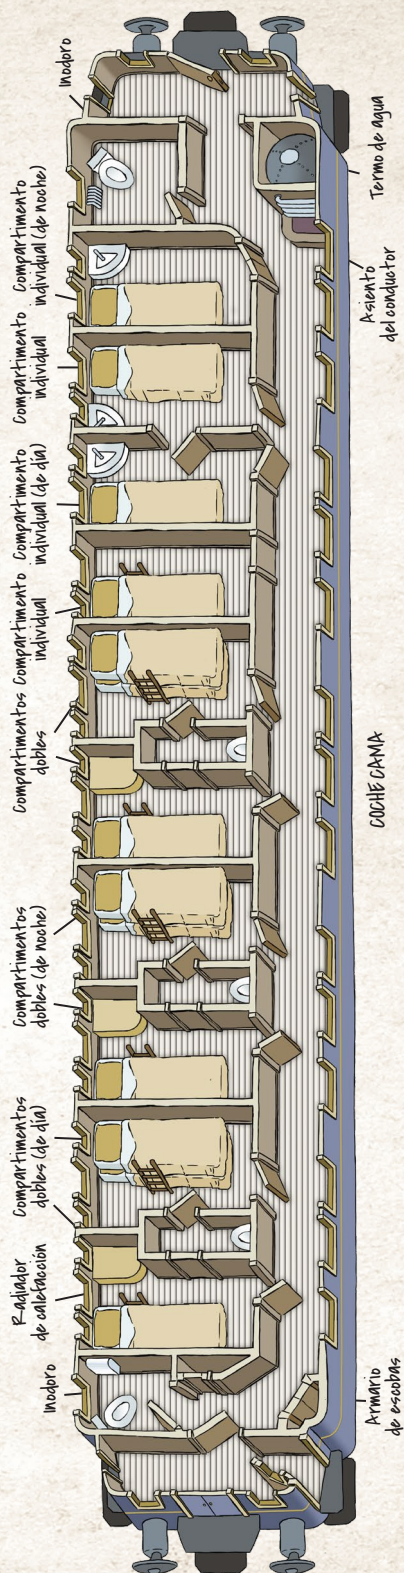 Inodoro
Radiador
de calefacción
Compartimentos
dobles (de día)
Compartimentos
dobles (de noche)
Compartimentos
dobles
Compartimento
individual
Compartimento
individual (de día)
Compartimento
individual
Compartimento
individual (de noche)
Inodoro
Armario
de escobas
COCHE CAMA
Asiento
del conductor
Termo de agua